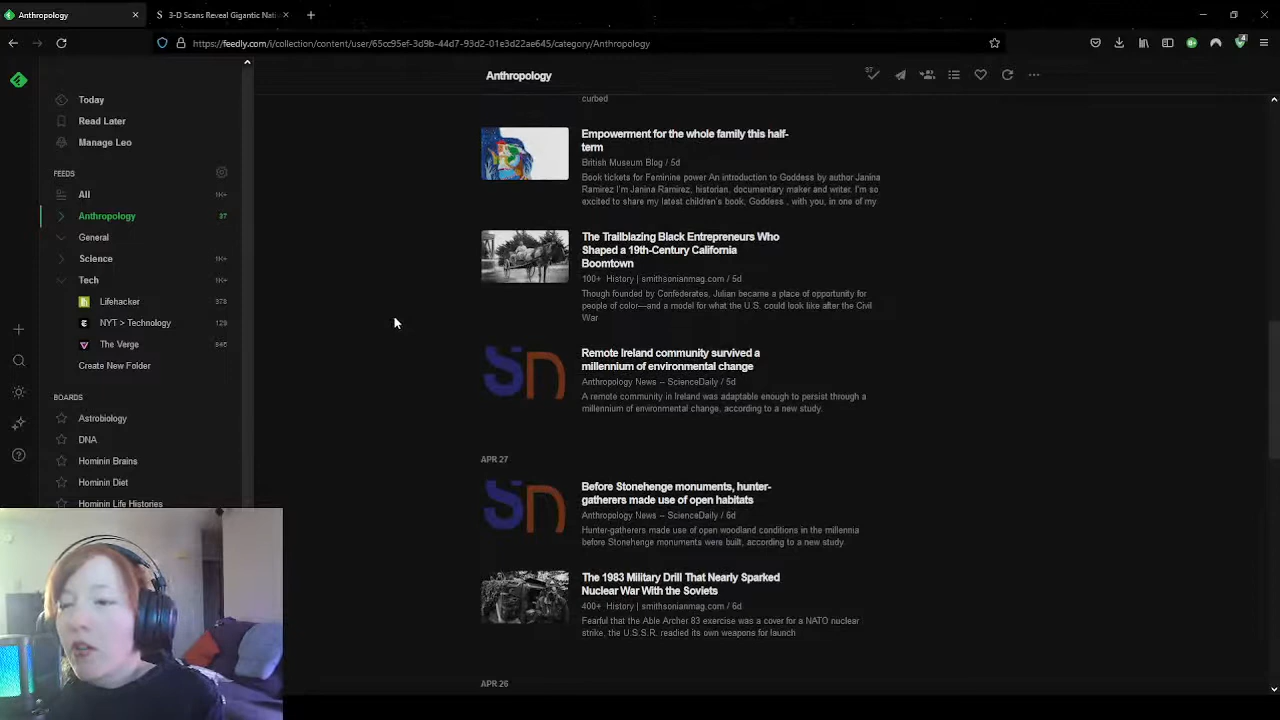 Anthropology
3-D Scans Reveal Gigantic Nati
https://feedly.com/i/collection/content/user/65cc95ef-3d9b-44d7-93d2-01e3d22ae645/category/Anthropology
Today
Read Later
Manage Leo
FEEDS
All 1K+
Anthropology 37
General
Science 1K+
Tech 1K+
Lifehacker 378
NYT > Technology 129
The Verge 845
Create New Folder
BOARDS
Astrobiology
DNA
Hominin Brains
Hominin Diet
Hominin Life Histories
Anthropology
37
curbed
Empowerment for the whole family this half-
term
British Museum Blog / 5d
Book tickets for Feminine power An introduction to Goddess by author Janina
Ramirez I'm Janina Ramirez, historian, documentary maker and writer. I'm so
excited to share my latest children's book, Goddess , with you, in one of my
The Trailblazing Black Entrepreneurs Who
Shaped a 19th-Century California
Boomtown
100+ History | smithsonianmag.com / 5d
Though founded by Confederates, Julian became a place of opportunity for
people of color—and a model for what the U.S. could look like after the Civil
War
SD
Remote Ireland community survived a
millennium of environmental change
Anthropology News -- ScienceDaily / 5d
A remote community in Ireland was adaptable enough to persist through a
millennium of environmental change, according to a new study.
APR 27
SD
Before Stonehenge monuments, hunter-
gatherers made use of open habitats
Anthropology News -- ScienceDaily / 6d
Hunter-gatherers made use of open woodland conditions in the millennia
before Stonehenge monuments were built, according to a new study.
The 1983 Military Drill That Nearly Sparked
Nuclear War With the Soviets
400+ History | smithsonianmag.com / 6d
Fearful that the Able Archer 83 exercise was a cover for a NATO nuclear
strike, the U.S.S.R. readied its own weapons for launch
APR 26